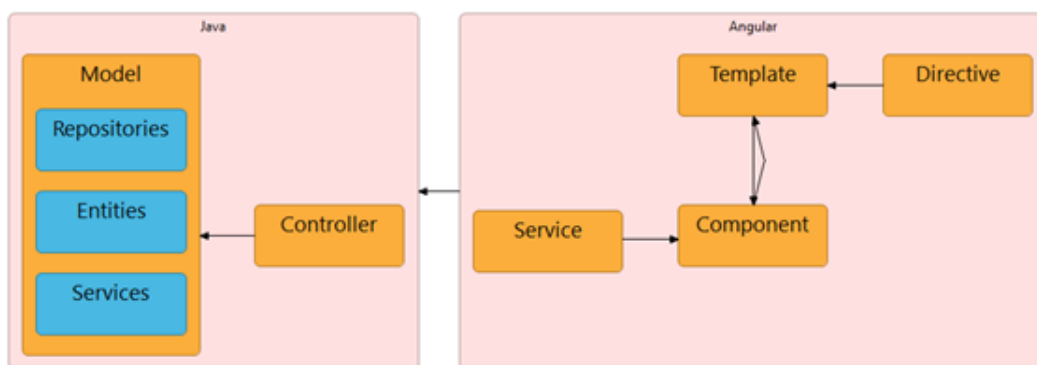 Java
Model
Repositories
Entities
Services
Controller
Angular
Template
Directive
Service
Component